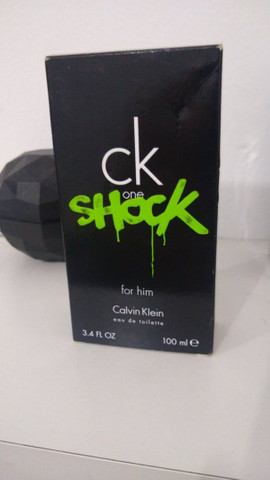 ck
one
SHOCK
for him
Calvin Klein
eau de toilette
3.4 FL OZ 100 ml e